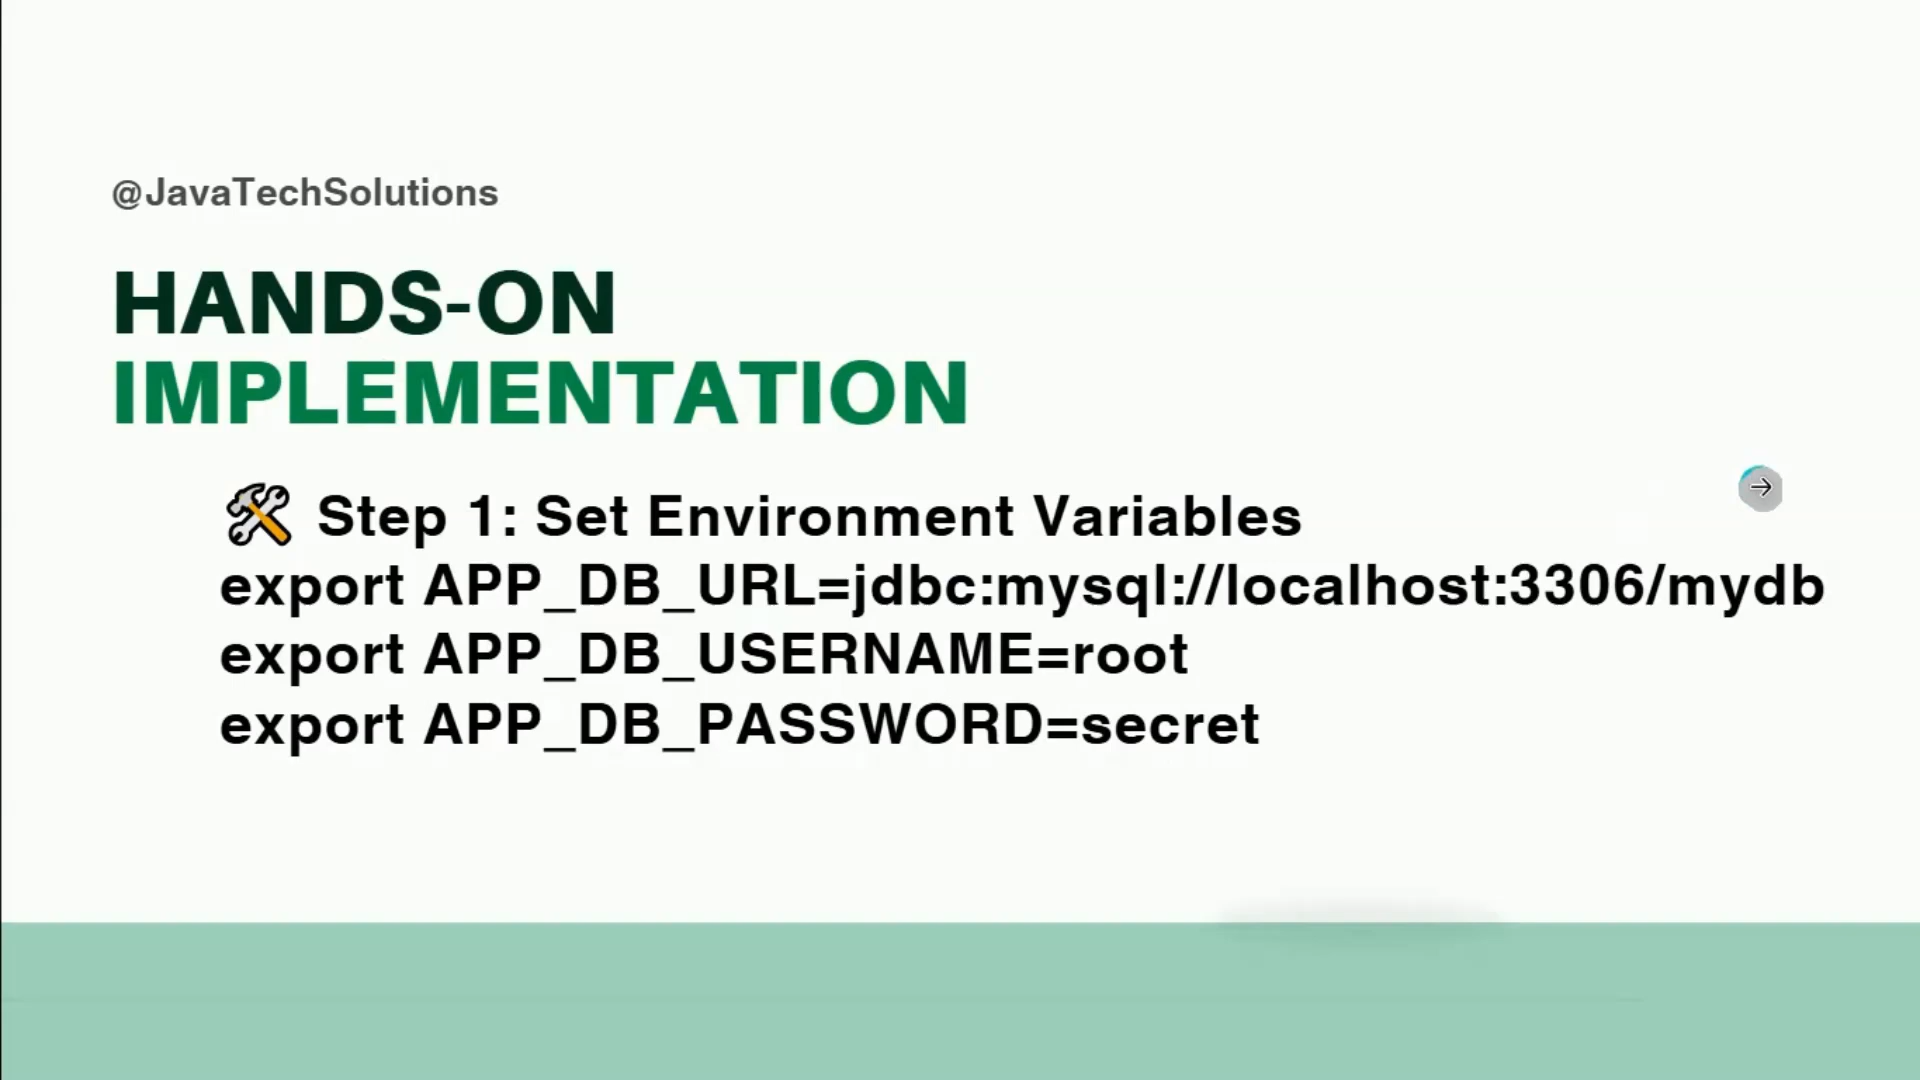 @JavaTechSolutions
HANDS-ON
IMPLEMENTATION
🛠️ Step 1: Set Environment Variables
export APP_DB_URL=jdbc:mysql://localhost:3306/mydb
export APP_DB_USERNAME=root
export APP_DB_PASSWORD=secret